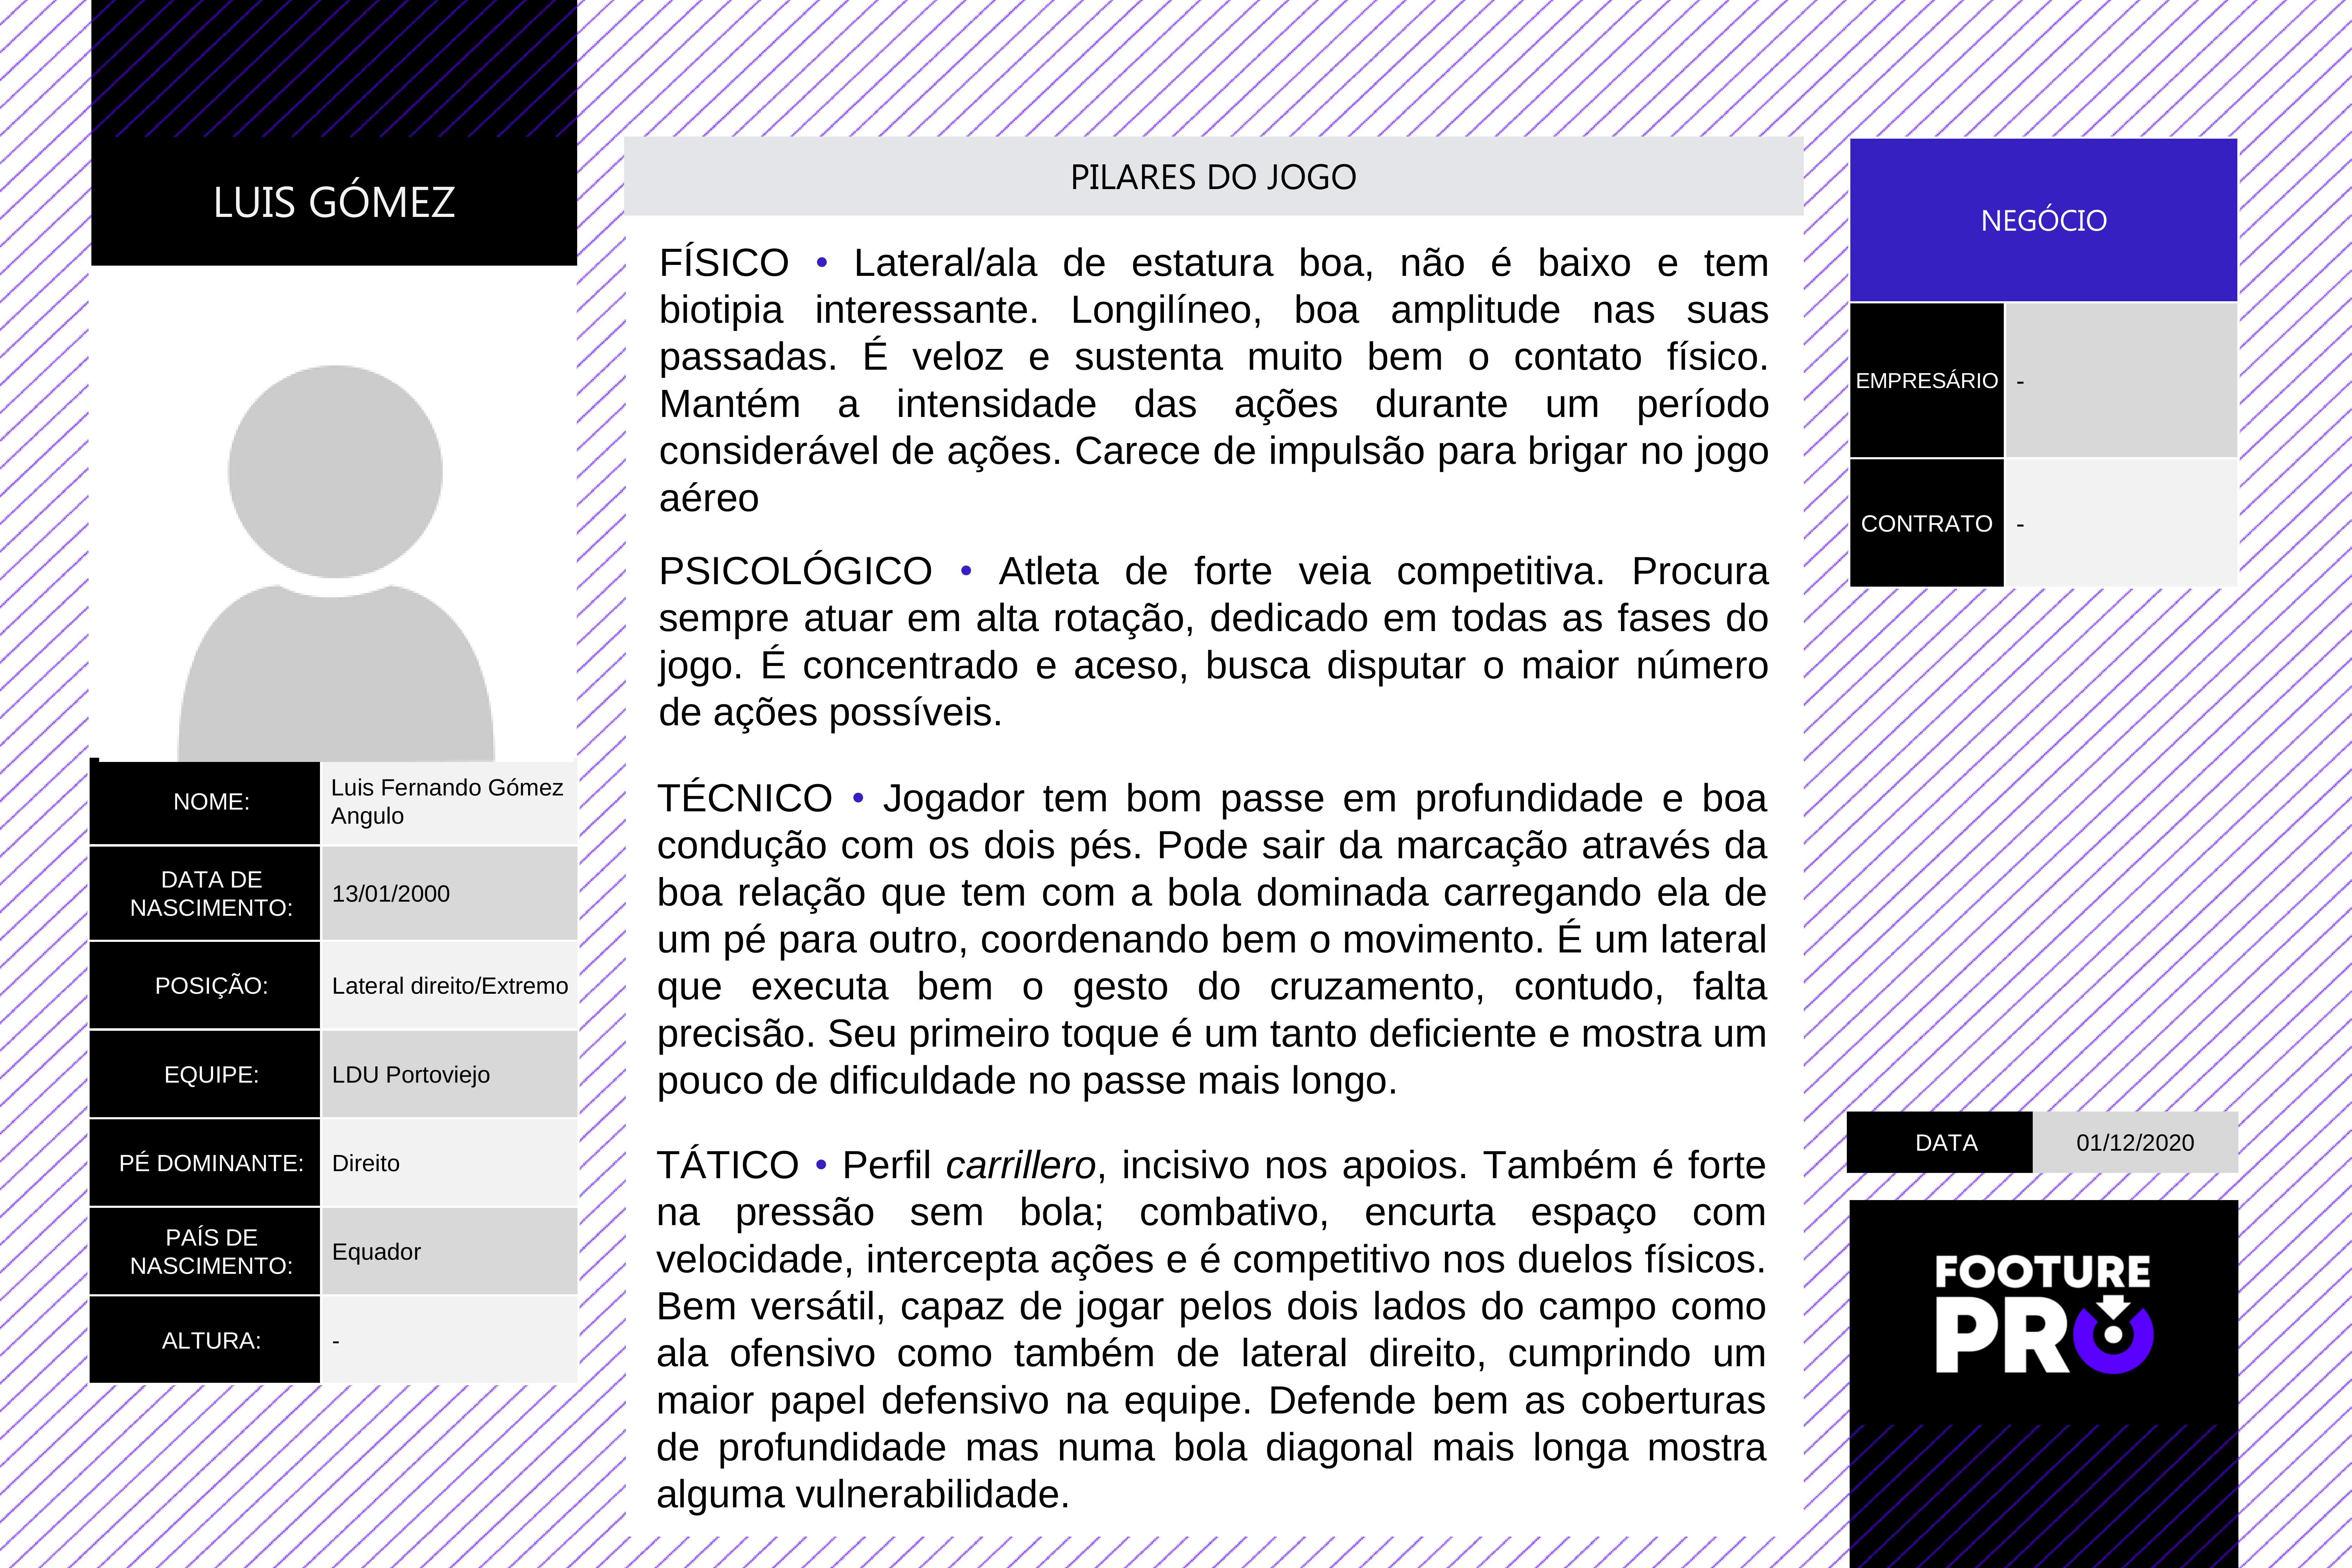 LUIS GÓMEZ
NOME:
Luis Fernando Gómez
Angulo
DATA DE
NASCIMENTO:
13/01/2000
POSIÇÃO:
Lateral direito/Extremo
EQUIPE:
LDU Portoviejo
PÉ DOMINANTE:
Direito
PAÍS DE
NASCIMENTO:
Equador
ALTURA:
-
PILARES DO JOGO
FÍSICO • Lateral/ala de estatura boa, não é baixo e tem
biotipia interessante. Longilíneo, boa amplitude nas suas
passadas. É veloz e sustenta muito bem o contato físico.
Mantém a intensidade das ações durante um período
considerável de ações. Carece de impulsão para brigar no jogo
aéreo
PSICOLÓGICO • Atleta de forte veia competitiva. Procura
sempre atuar em alta rotação, dedicado em todas as fases do
jogo. É concentrado e aceso, busca disputar o maior número
de ações possíveis.
TÉCNICO • Jogador tem bom passe em profundidade e boa
condução com os dois pés. Pode sair da marcação através da
boa relação que tem com a bola dominada carregando ela de
um pé para outro, coordenando bem o movimento. É um lateral
que executa bem o gesto do cruzamento, contudo, falta
precisão. Seu primeiro toque é um tanto deficiente e mostra um
pouco de dificuldade no passe mais longo.
TÁTICO • Perfil carrillero, incisivo nos apoios. Também é forte
na pressão sem bola; combativo, encurta espaço com
velocidade, intercepta ações e é competitivo nos duelos físicos.
Bem versátil, capaz de jogar pelos dois lados do campo como
ala ofensivo como também de lateral direito, cumprindo um
maior papel defensivo na equipe. Defende bem as coberturas
de profundidade mas numa bola diagonal mais longa mostra
alguma vulnerabilidade.
NEGÓCIO
EMPRESÁRIO
-
CONTRATO
-
DATA
01/12/2020
FOOTURE
PRO